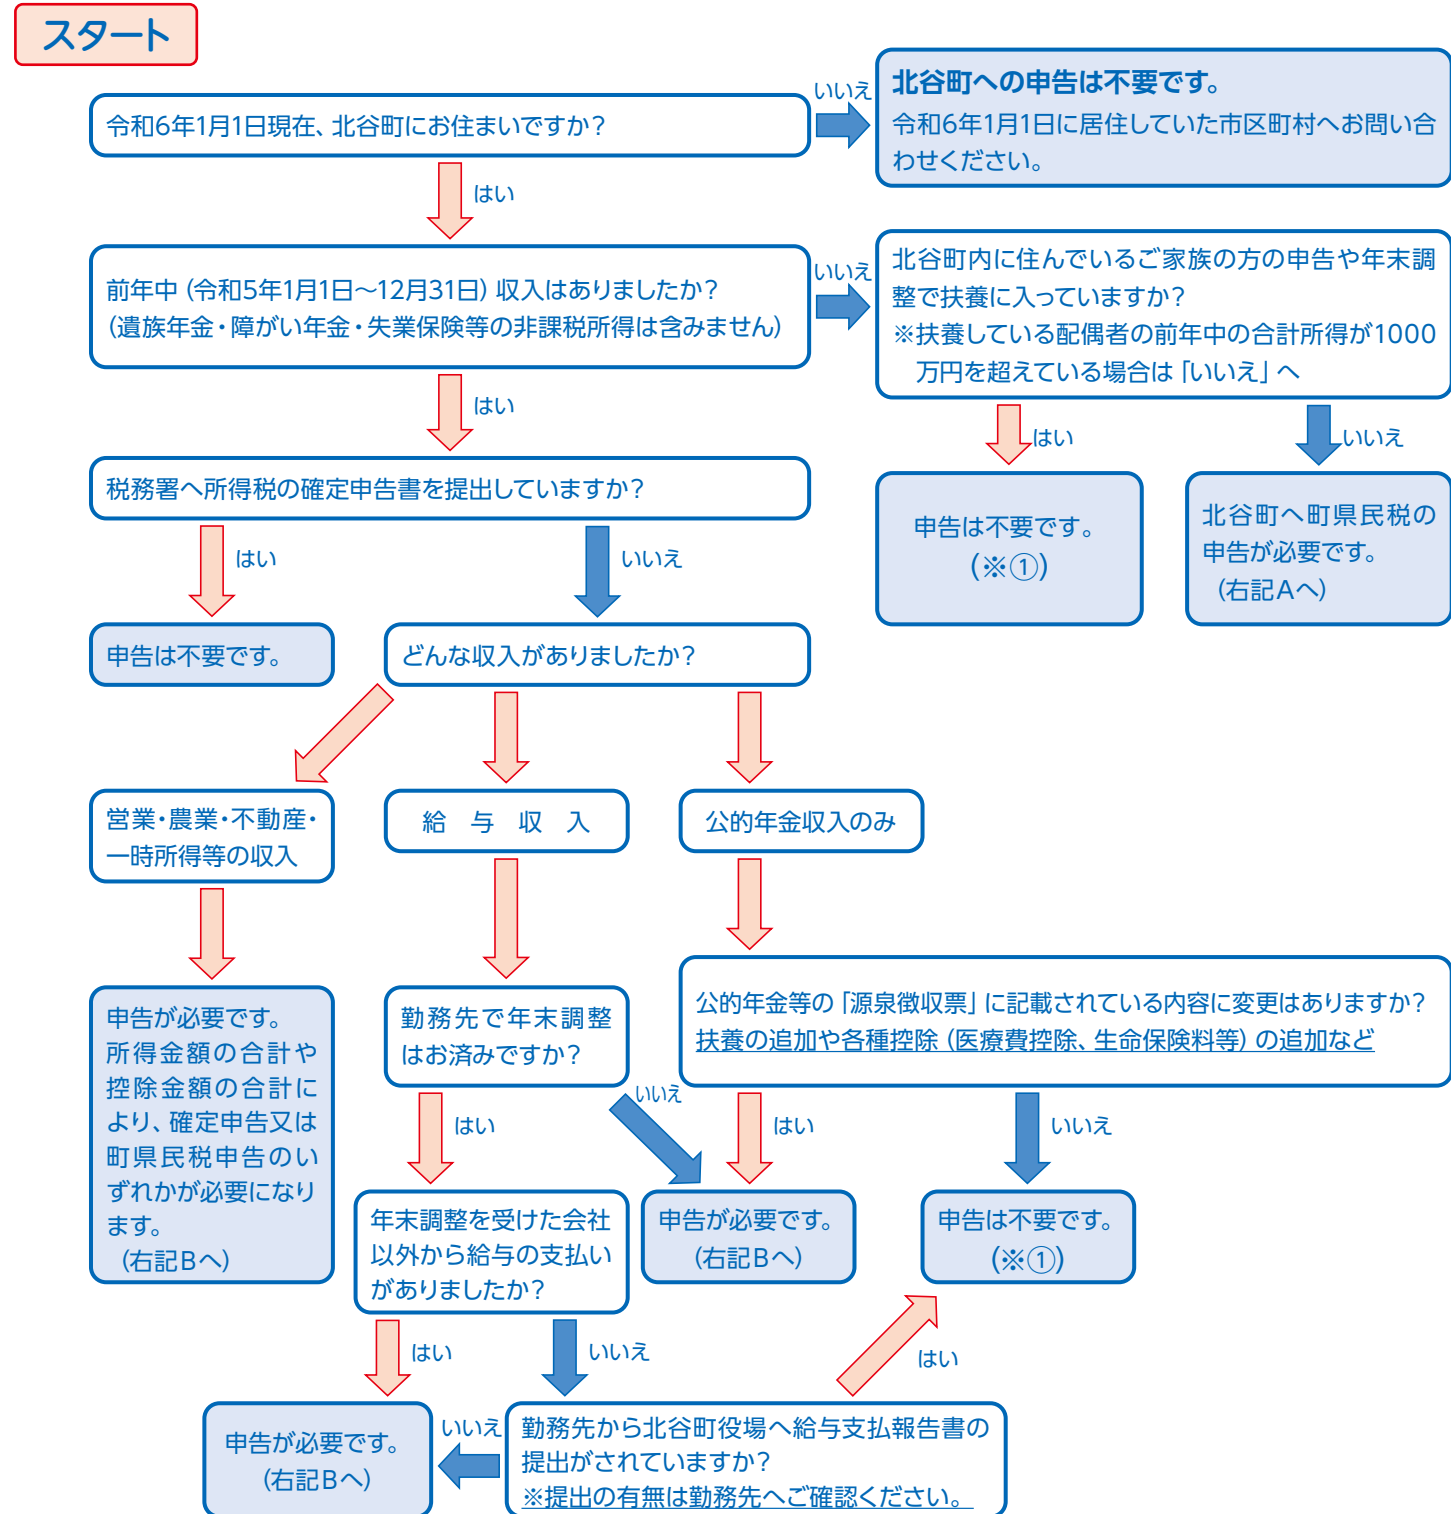 スタート
令和6年1月1日現在、北谷町にお住まいですか？
いいえ
北谷町への申告は不要です。
令和6年1月1日に居住していた市区町村へお問い合
わせください。
はい
前年中（令和5年1月1日～12月31日）収入はありましたか？
（遺族年金・障がい年金・失業保険等の非課税所得は含みません）
いいえ
北谷町内に住んでいるご家族の方の申告や年末調
整で扶養に入っていますか？
※扶養している配偶者の前年中の合計所得が1000
万円を超えている場合は「いいえ」へ
はい
はい
いいえ
税務署へ所得税の確定申告書を提出していますか？
申告は不要です。
（※①）
北谷町へ町県民税の
申告が必要です。
（右記Aへ）
はい
いいえ
申告は不要です。
どんな収入がありましたか？
営業・農業・不動産・
一時所得等の収入
給与収入
公的年金収入のみ
申告が必要です。
所得金額の合計や
控除金額の合計に
より、確定申告又は
町県民税申告のい
ずれかが必要になり
ます。
（右記Bへ）
勤務先で年末調整
はお済みですか？
公的年金等の「源泉徴収票」に記載されている内容に変更はありますか？
扶養の追加や各種控除（医療費控除、生命保険料等）の追加など
はい
いいえ
はい
いいえ
年末調整を受けた会社
以外から給与の支払い
がありましたか？
申告が必要です。
（右記Bへ）
申告は不要です。
（※①）
はい
いいえ
はい
申告が必要です。
（右記Bへ）
いいえ
勤務先から北谷町役場へ給与支払報告書の
提出がされていますか？
※提出の有無は勤務先へご確認ください。